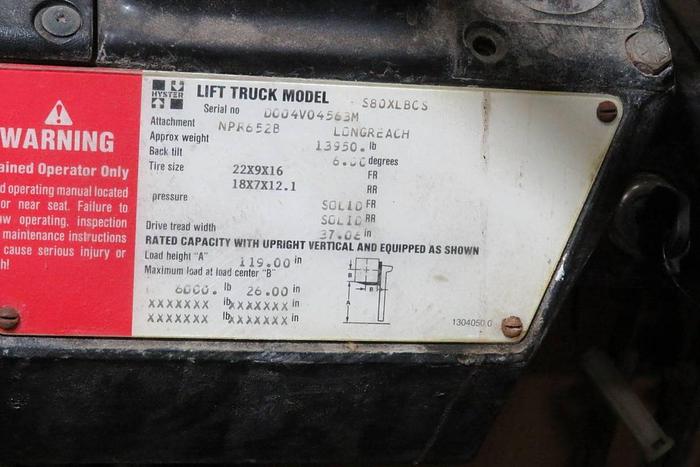 WARNING
ained Operator Only
d operating manual located
or near seat. Failure to
w operating, inspection
maintenance instructions
cause serious injury or
h!
HYSTER
LIFT TRUCK MODEL S80XLBCS
Serial no D004V04563M
Attachment NPR652B LONGREACH
Approx weight 13950. lb
Back tilt 6.00 degrees
Tire size 22X9X16 FR
18X7X12.1 RR
pressure SOLID FR
SOLID RR
Drive tread width 37.06 in
RATED CAPACITY WITH UPRIGHT VERTICAL AND EQUIPPED AS SHOWN
Load height "A" 119.00 in
Maximum load at load center "B"
6000. lb 26.00 in
XXXXXXX lb XXXXXXX in
XXXXXXX lb XXXXXXX in
B
B
A
1304050 0